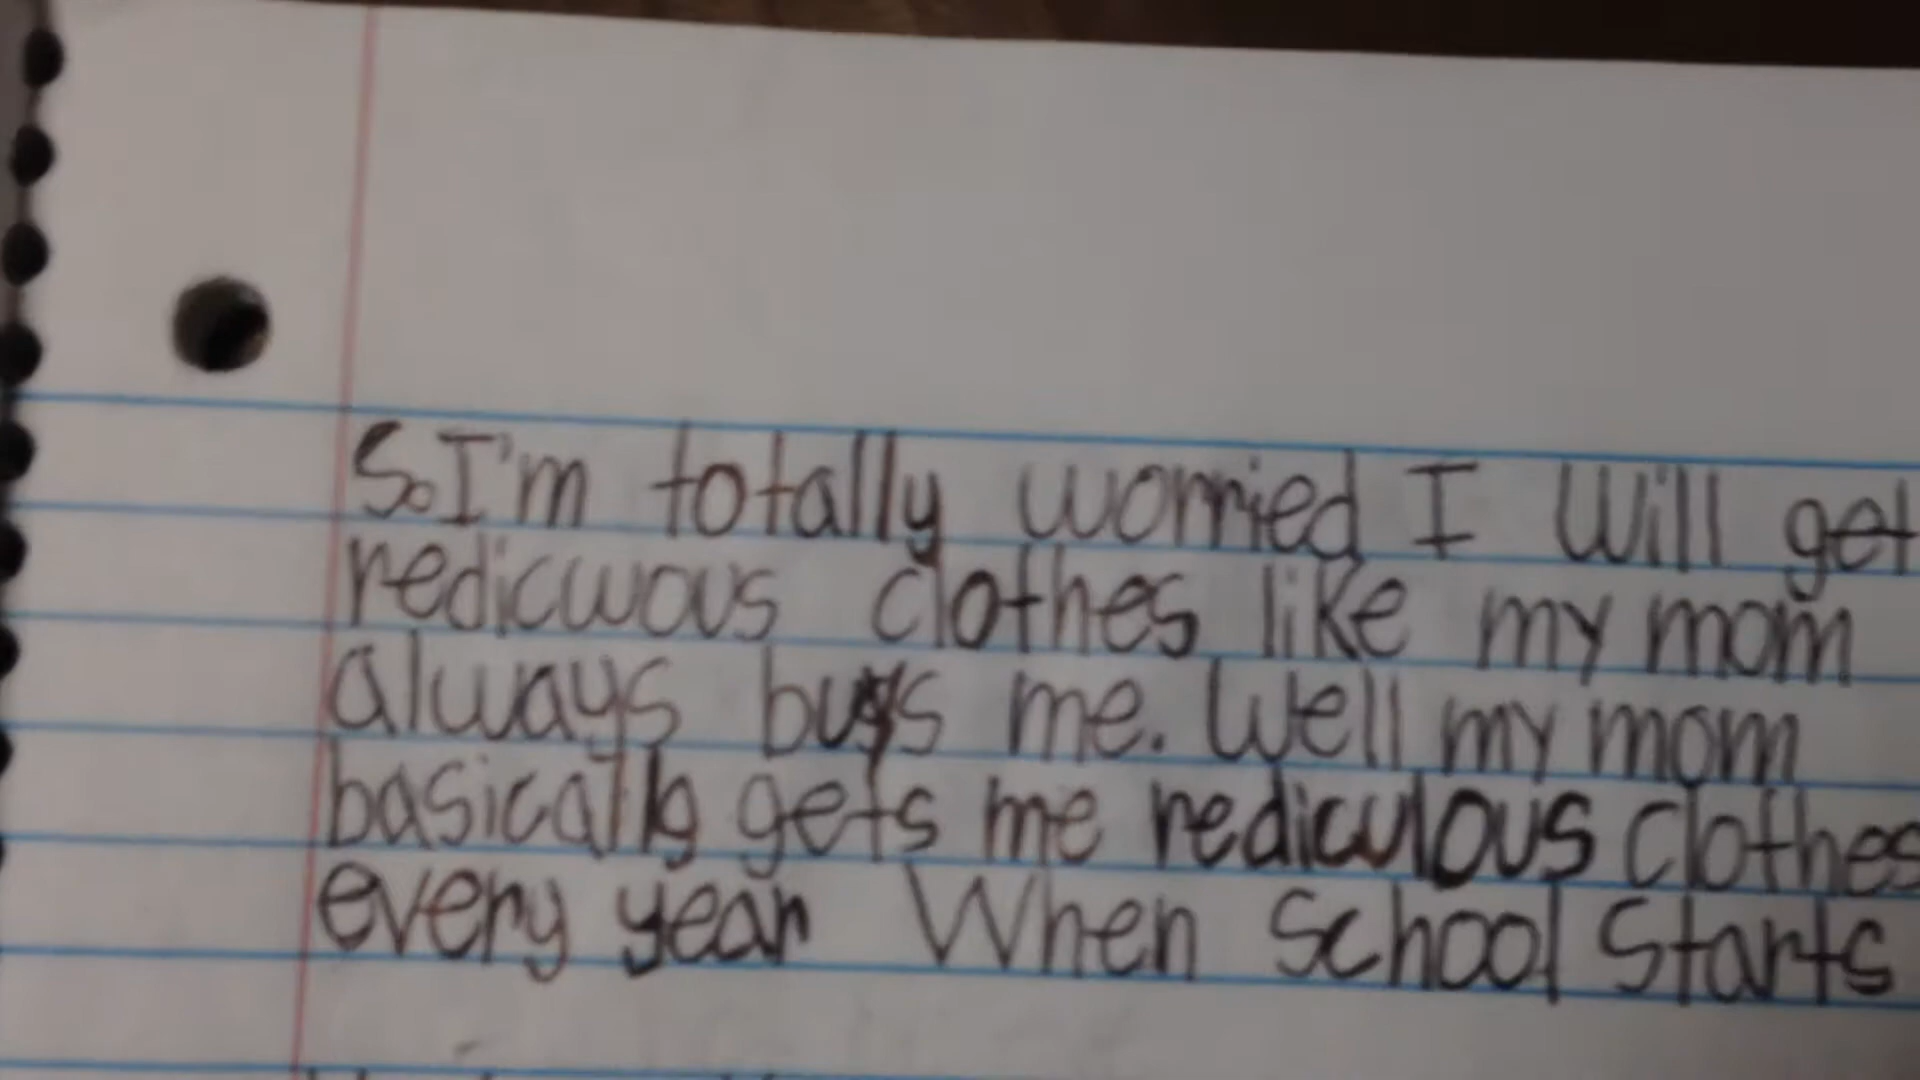 So I'm totally worried I will get
redicuuous clothes like my mom
always buys me. Well my mom
basically gets me rediculous clothes
every year When School Starts